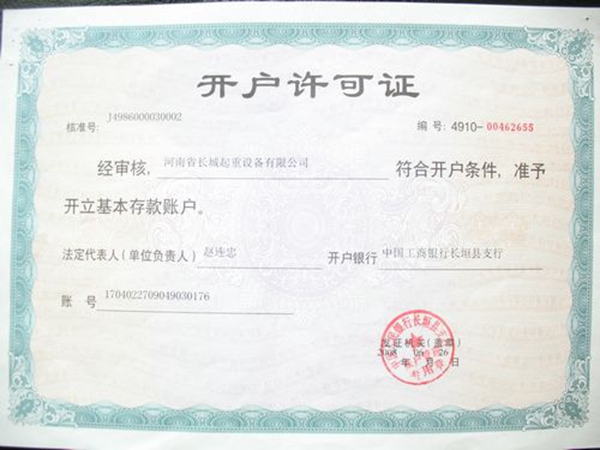 开户许可证
核准号: J4986000030002 编号: 4910-00462655
经审核, 河南省长城起重设备有限公司 符合开户条件, 准予
开立基本存款账户。
法定代表人(单位负责人) 赵连忠 开户银行 中国工商银行长垣县支行
账号 1704022709049030176
发证机关(盖章)
2008 05 26
年 月 日